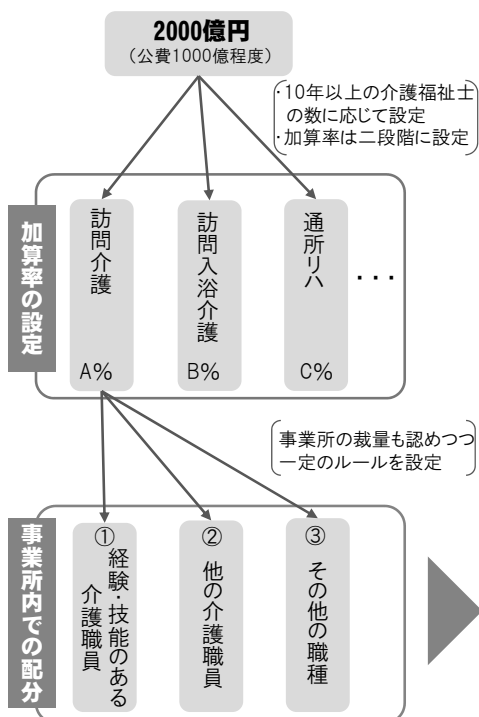 2000億円
（公費1000億程度）
・10年以上の介護福祉士
の数に応じて設定
・加算率は二段階に設定
加算率の設定
訪問介護
A%
訪問入浴介護
B%
通所リハ
C%
・・・
事業所の裁量も認めつつ
一定のルールを設定
事業所内での配分
①
経験・技能のある
介護職員
②
他の介護職員
③
その他の職種